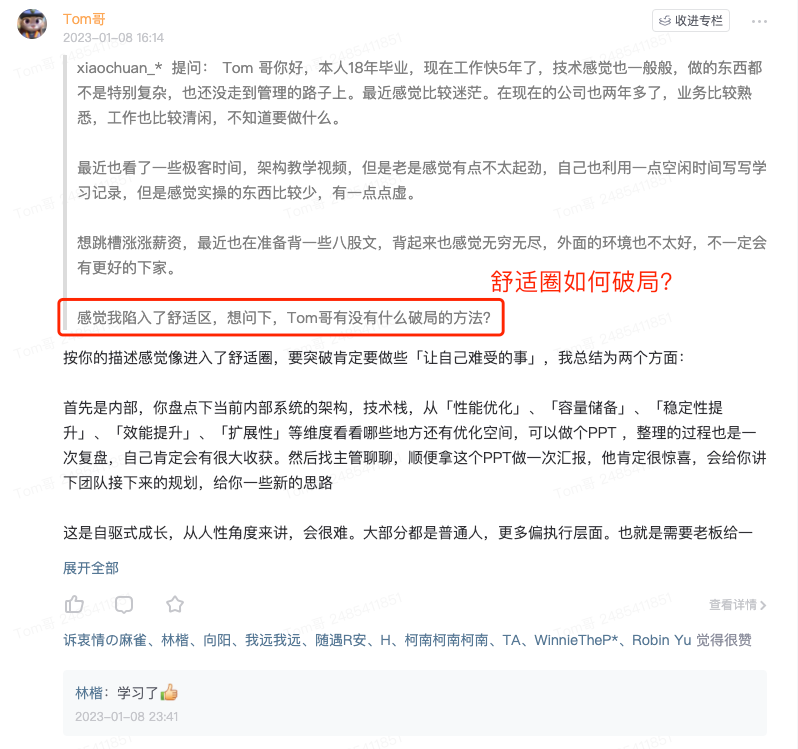 Tom哥
2023-01-08 16:14
收进专栏
xiaochuan_* 提问： Tom 哥你好，本人18年毕业，现在工作快5年了，技术感觉也一般般，做的东西都
不是特别复杂，也还没走到管理的路子上。最近感觉比较迷茫。在现在的公司也两年多了，业务比较熟
悉，工作也比较清闲，不知道要做什么。
最近也看了一些极客时间，架构教学视频，但是老是感觉有点不太起劲，自己也利用一点空闲时间写写学
习记录，但是感觉实操的东西比较少，有一点点虚。
想跳槽涨涨薪资，最近也在准备背一些八股文，背起来也感觉无穷无尽，外面的环境也不太好，不一定会
有更好的下家。
舒适圈如何破局?
感觉我陷入了舒适区，想问下，Tom哥有没有什么破局的方法?
按你的描述感觉像进入了舒适圈，要突破肯定要做些「让自己难受的事」，我总结为两个方面：
首先是内部，你盘点下当前内部系统的架构，技术栈，从「性能优化」、「容量储备」、「稳定性提
升」、「效能提升」、「扩展性」等维度看看哪些地方还有优化空间，可以做个PPT ，整理的过程也是一
次复盘，自己肯定会有很大收获。然后找主管聊聊，顺便拿这个PPT做一次汇报，他肯定很惊喜，会给你讲
下团队接下来的规划，给你一些新的思路
这是自驱式成长，从人性角度来讲，会很难。大部分都是普通人，更多偏执行层面。也就是需要老板给一
展开全部
查看详情
诉衷情の麻雀、林楷、向阳、我远我远、随遇R安、H、柯南柯南柯南、TA、WinnieTheP*、Robin Yu 觉得很赞
林楷：学习了👍
2023-01-08 23:41
Tom哥 2485411851